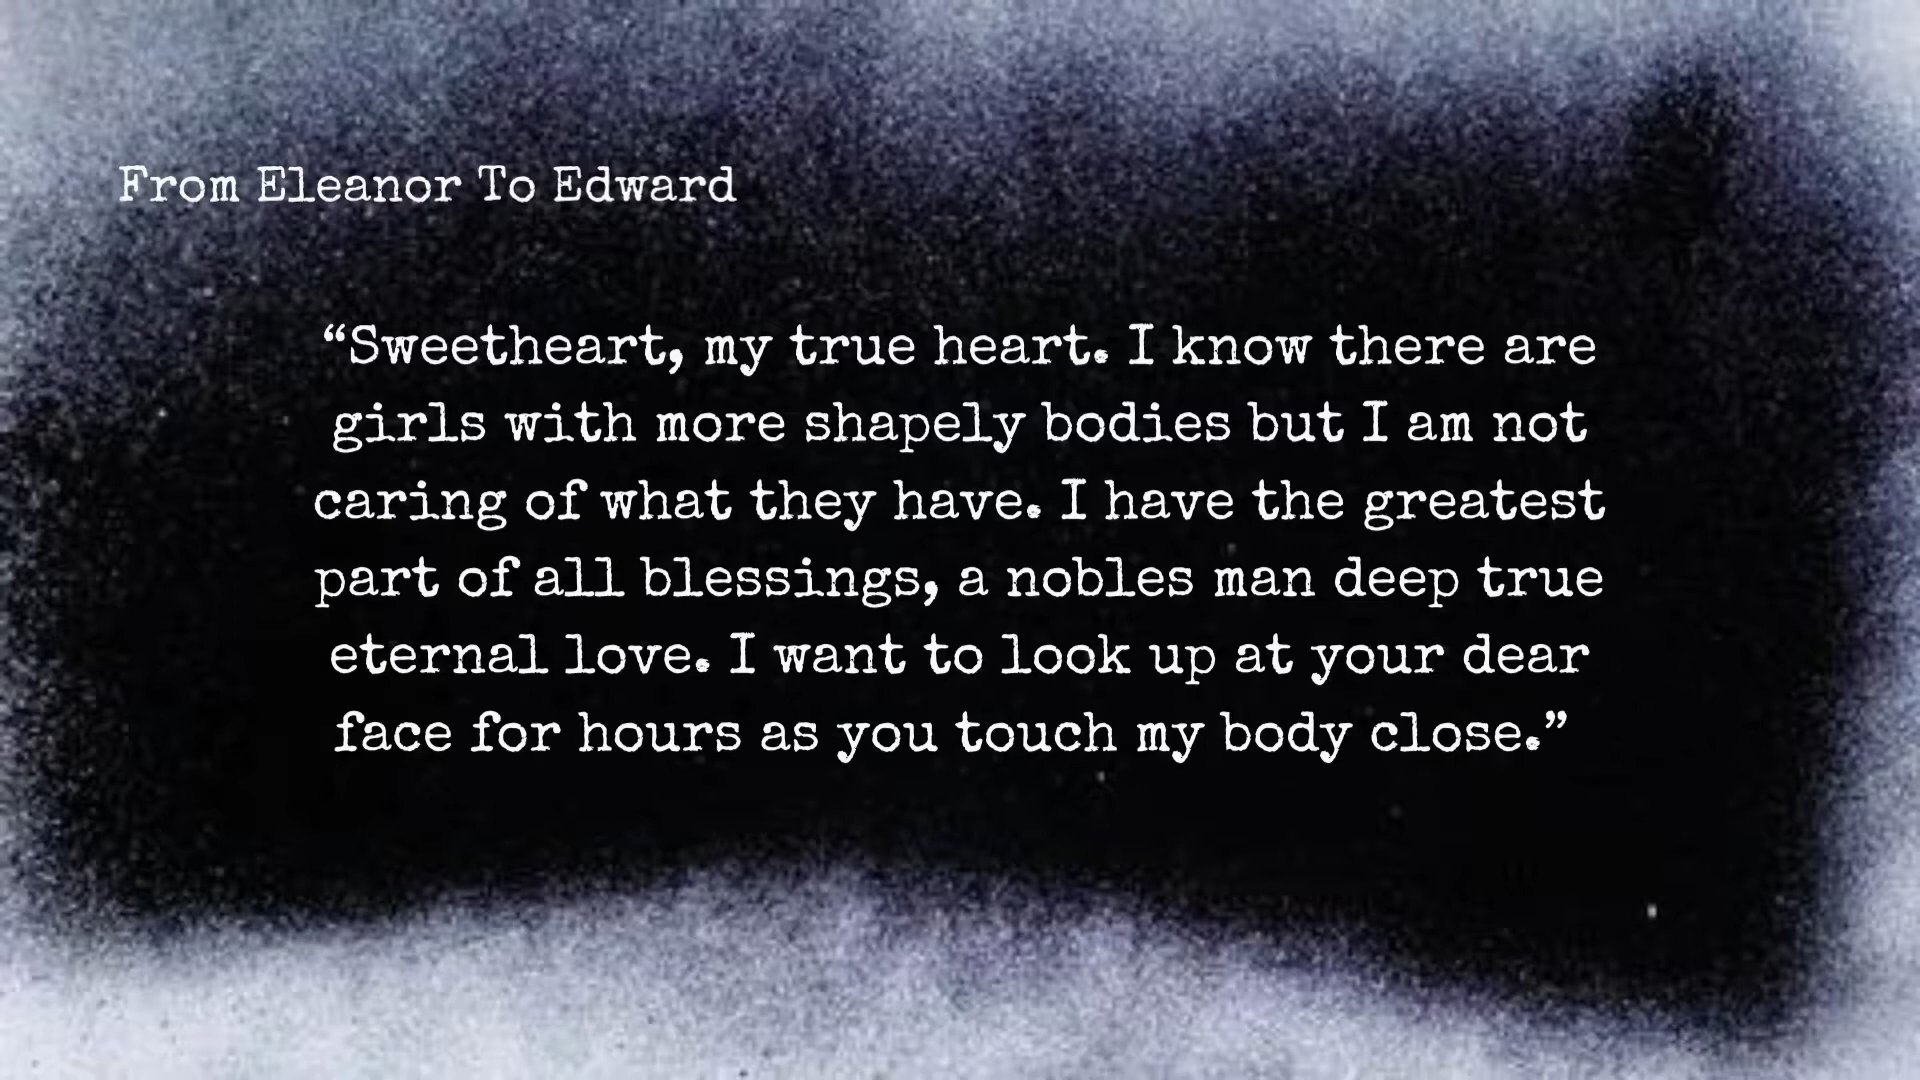 From Eleanor To Edward
“Sweetheart, my true heart. I know there are
girls with more shapely bodies but I am not
caring of what they have. I have the greatest
part of all blessings, a nobles man deep true
eternal love. I want to look up at your dear
face for hours as you touch my body close.”